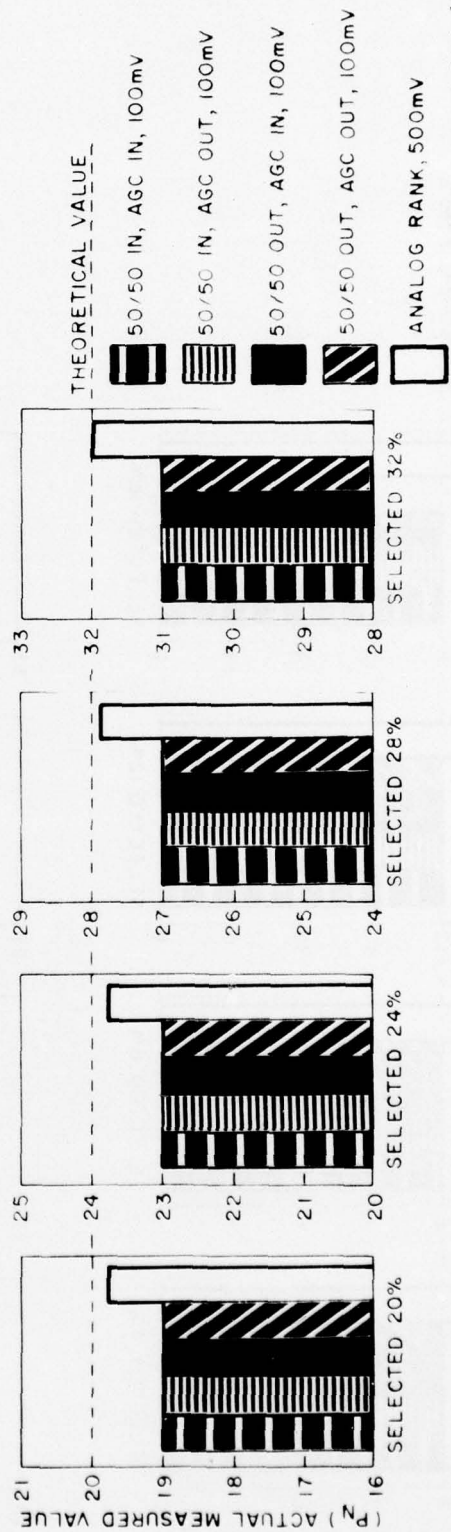 (P_N) ACTUAL MEASURED VALUE
21
20
19
18
17
16
SELECTED 20%
25
24
23
22
21
20
SELECTED 24%
29
28
27
26
25
24
SELECTED 28%
33
32
31
30
29
28
SELECTED 32%
THEORETICAL VALUE
50/50 IN, AGC IN, 100mV
50/50 IN, AGC OUT, 100mV
50/50 OUT, AGC IN, 100mV
50/50 OUT, AGC OUT, 100mV
ANALOG RANK, 500mV